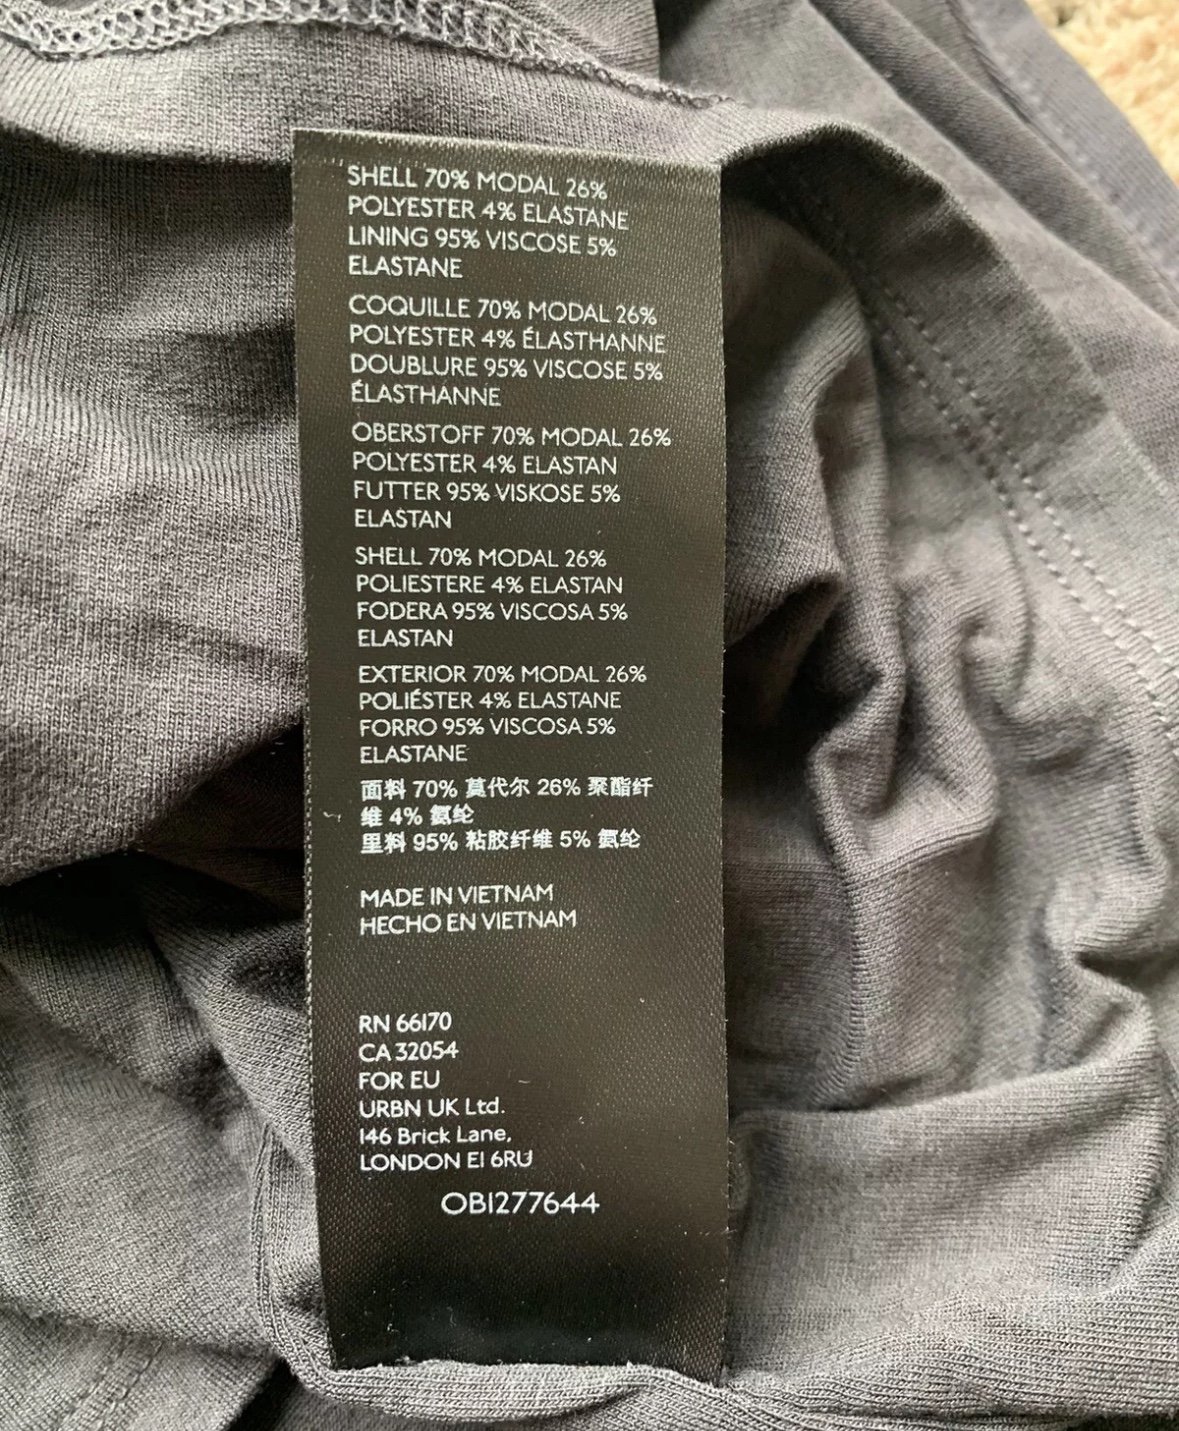 SHELL 70% MODAL 26%
POLYESTER 4% ELASTANE
LINING 95% VISCOSE 5%
ELASTANE
COQUILLE 70% MODAL 26%
POLYESTER 4% ÉLASTHANNE
DOUBLURE 95% VISCOSE 5%
ÉLASTHANNE
OBERSTOFF 70% MODAL 26%
POLYESTER 4% ELASTAN
FUTTER 95% VISKOSE 5%
ELASTAN
SHELL 70% MODAL 26%
POLIESTERE 4% ELASTAN
FODERA 95% VISCOSA 5%
ELASTAN
EXTERIOR 70% MODAL 26%
POLIÉSTER 4% ELASTANE
FORRO 95% VISCOSA 5%
ELASTANE
面料 70% 莫代尔 26% 聚酯纤
维 4% 氨纶
里料 95% 粘胶纤维 5% 氨纶
MADE IN VIETNAM
HECHO EN VIETNAM
RN 66170
CA 32054
FOR EU
URBN UK Ltd.
146 Brick Lane,
LONDON E1 6RU
OB1277644